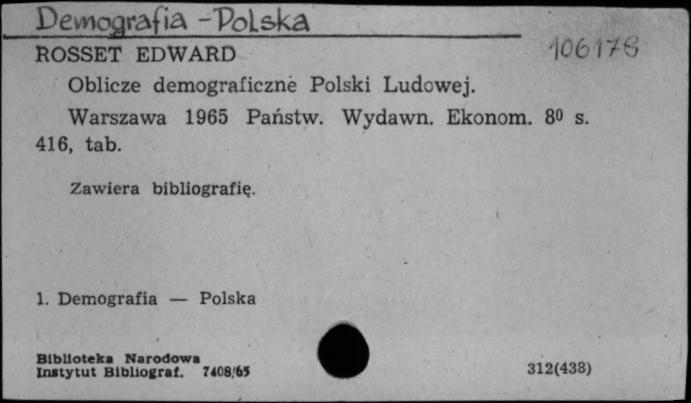 Demografia - Polska
ROSSET EDWARD
106178
Oblicze demograficzne Polski Ludowej.
Warszawa 1965 Państw. Wydawn. Ekonom. 8⁰ s.
416, tab.
Zawiera bibliografię.
1. Demografia — Polska
Biblioteka Narodowa
Instytut Bibliograf. 7408/65
312(438)